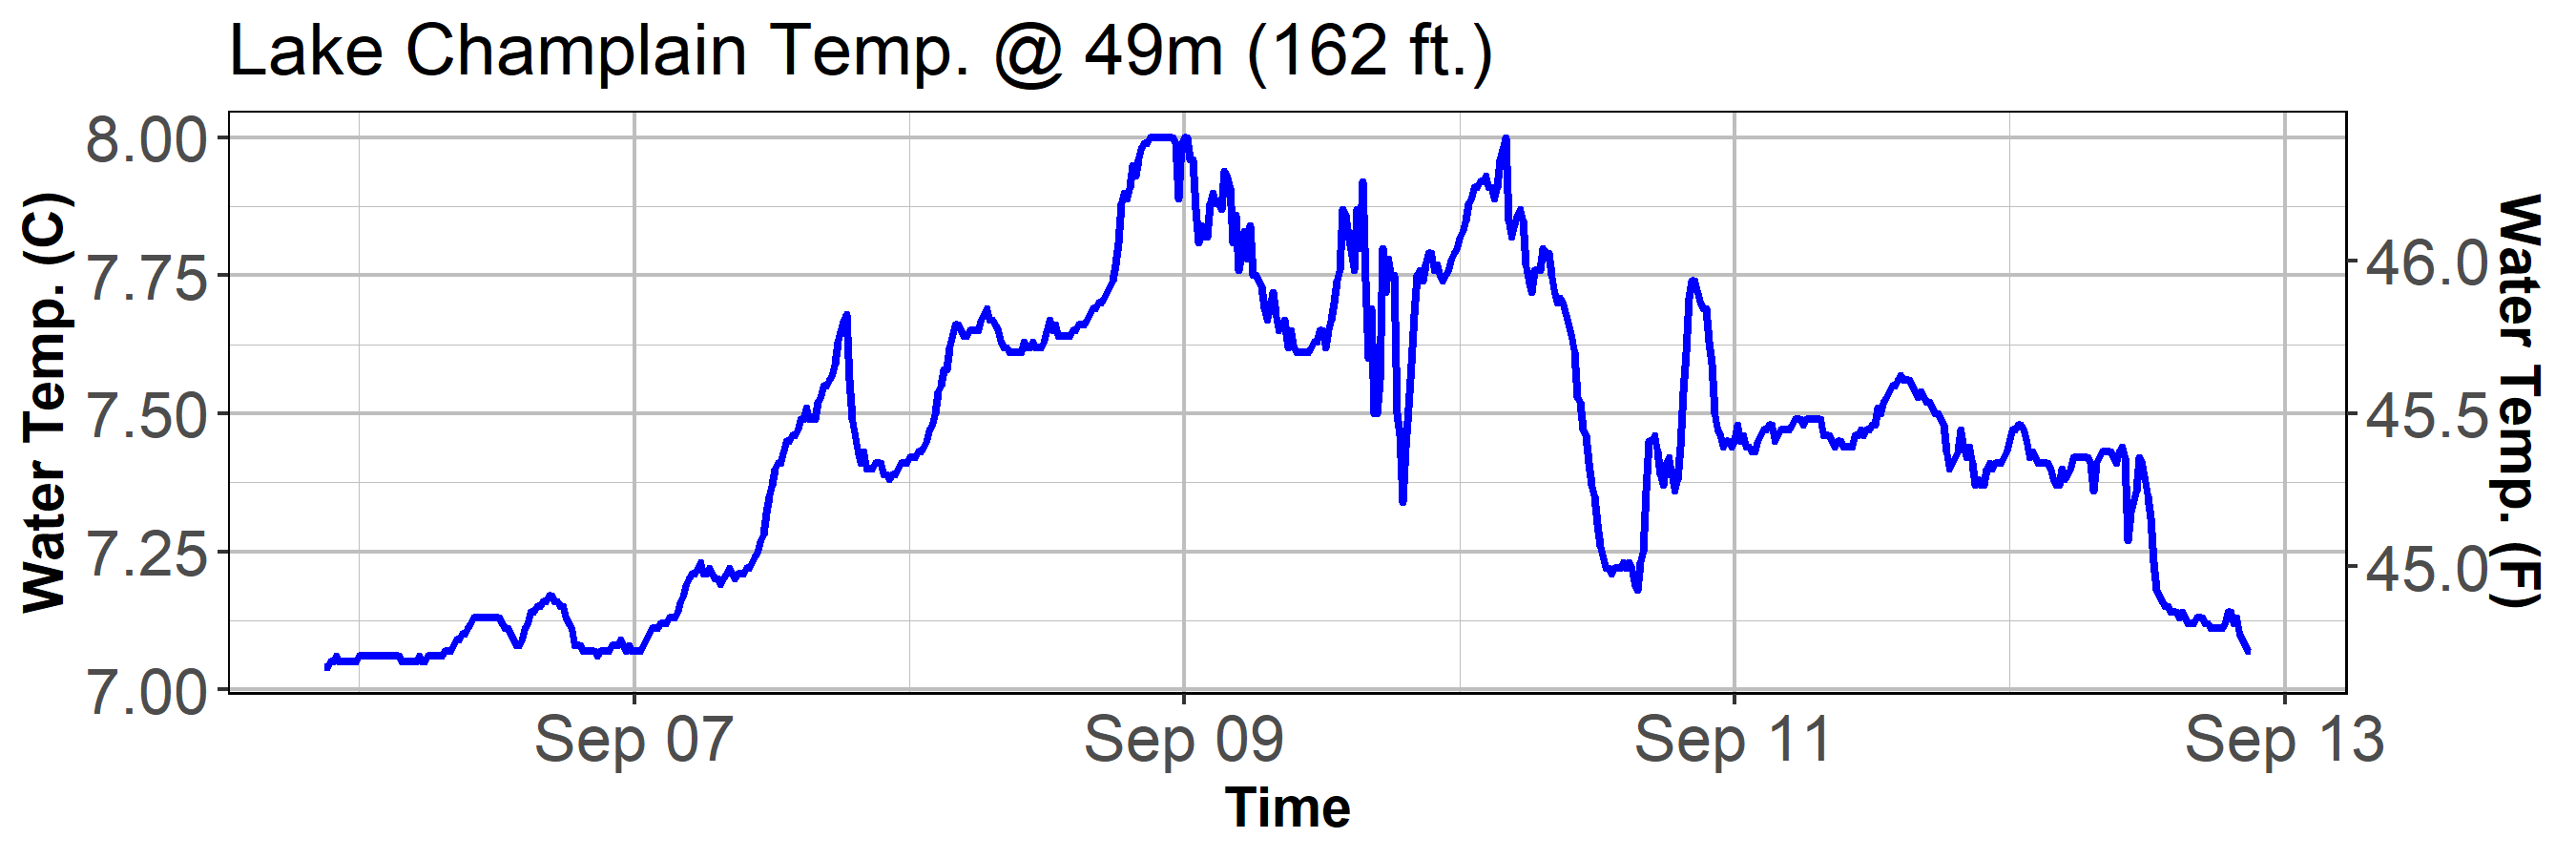 Lake Champlain Temp. @ 49m (162 ft.)
Water Temp. (C)
8.00
7.75
7.50
7.25
7.00
46.0
45.5
45.0
Water Temp. (F)
Sep 07 Sep 09 Sep 11 Sep 13
Time